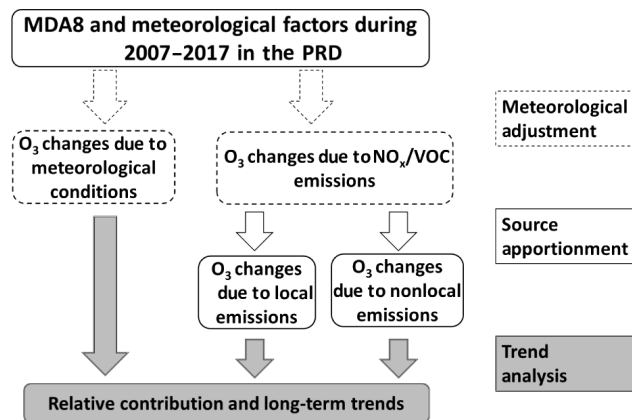 MDA8 and meteorological factors during
2007–2017 in the PRD
O₃ changes due to
meteorological
conditions
O₃ changes due to NOₓ/VOC
emissions
O₃ changes
due to local
emissions
O₃ changes
due to nonlocal
emissions
Relative contribution and long-term trends
Meteorological
adjustment
Source
apportionment
Trend
analysis